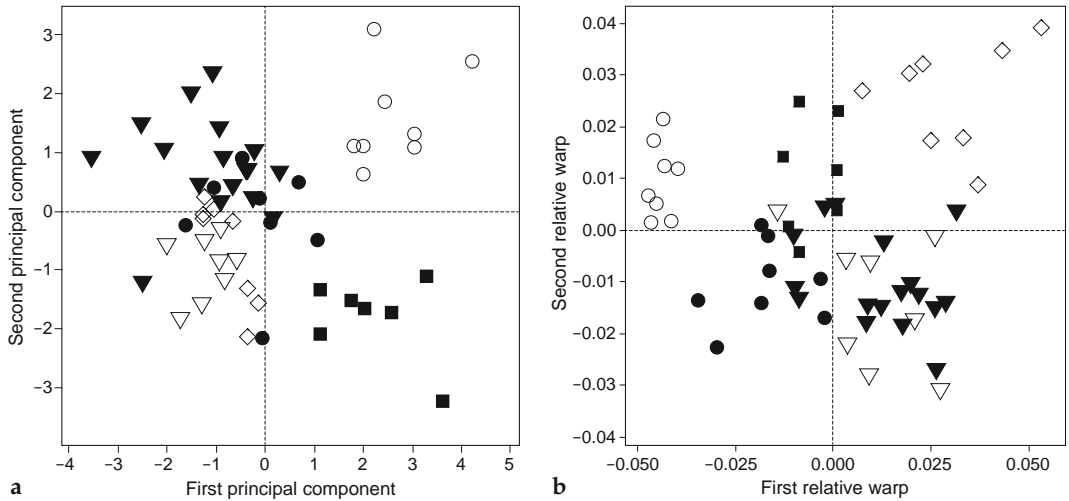 3
2
1
0
−1
−2
−3
Second principal component
−4 −3 −2 −1 0 1 2 3 4 5
First principal component
a
0.04
0.03
0.02
0.01
0.00
−0.01
−0.02
−0.03
−0.04
Second relative warp
−0.050 −0.025 0.000 0.025 0.050
First relative warp
b